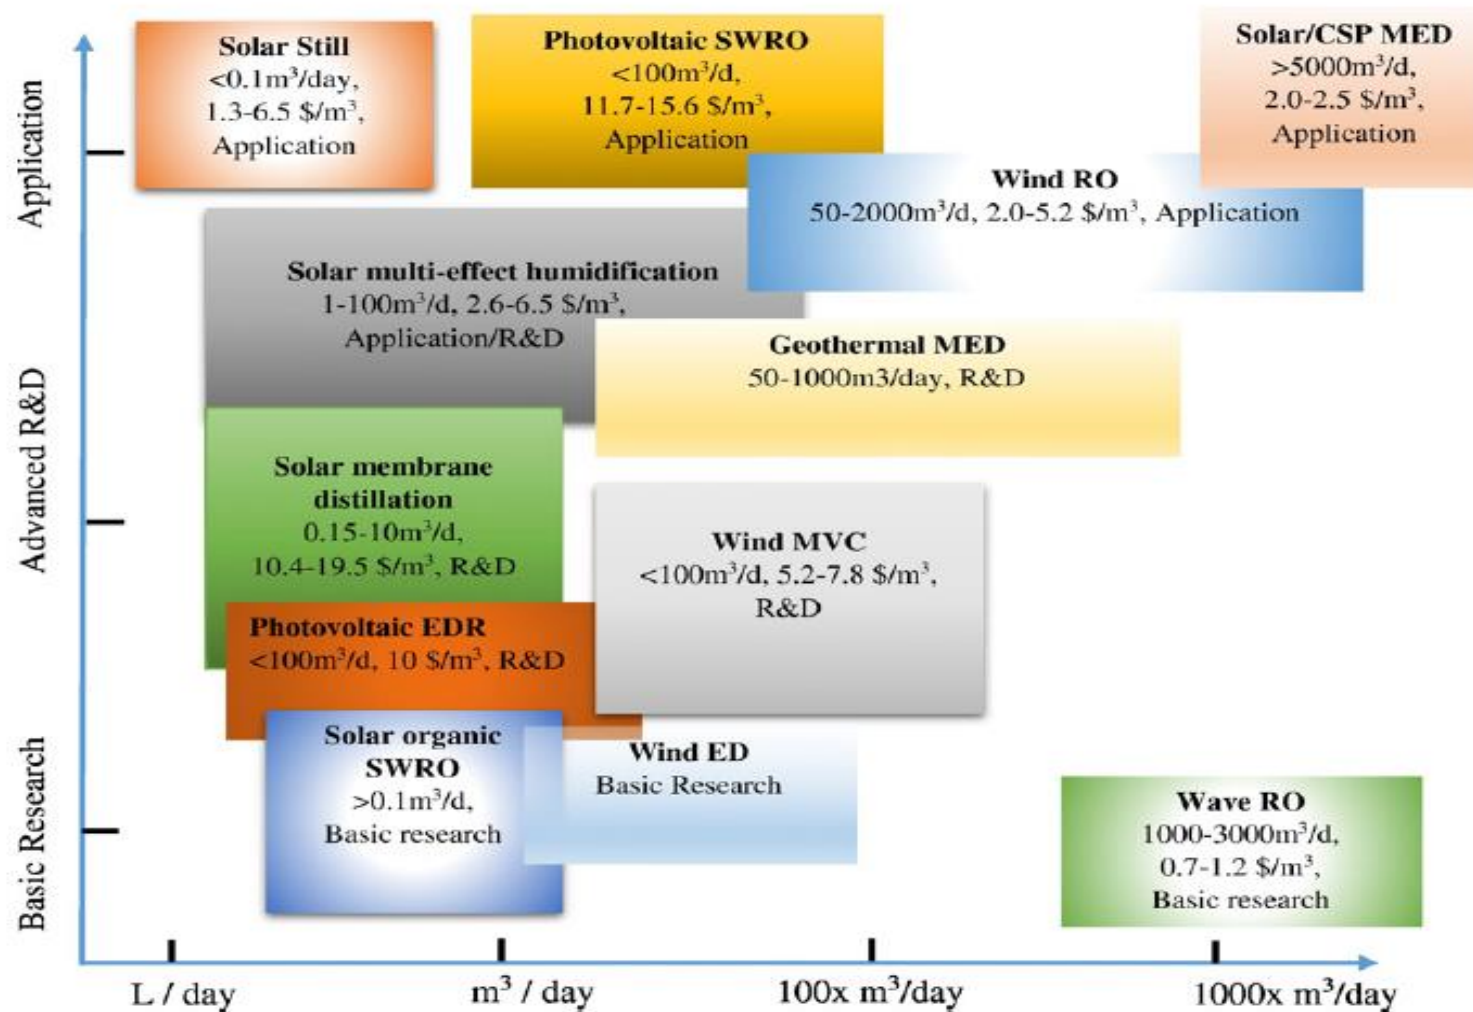 Application
Advanced R&D
Basic Research
Solar Still
<0.1m³/day,
1.3-6.5 $/m³,
Application
Photovoltaic SWRO
<100m³/d,
11.7-15.6 $/m³,
Application
Solar/CSP MED
>5000m³/d,
2.0-2.5 $/m³,
Application
Wind RO
50-2000m³/d, 2.0-5.2 $/m³, Application
Solar multi-effect humidification
1-100m³/d, 2.6-6.5 $/m³,
Application/R&D
Geothermal MED
50-1000m3/day, R&D
Solar membrane
distillation
0.15-10m³/d,
10.4-19.5 $/m³, R&D
Wind MVC
<100m³/d, 5.2-7.8 $/m³,
R&D
Photovoltaic EDR
<100m³/d, 10 $/m³, R&D
Solar organic
SWRO
>0.1m³/d,
Basic research
Wind ED
Basic Research
Wave RO
1000-3000m³/d,
0.7-1.2 $/m³,
Basic research
L / day
m³ / day
100x m³/day
1000x m³/day